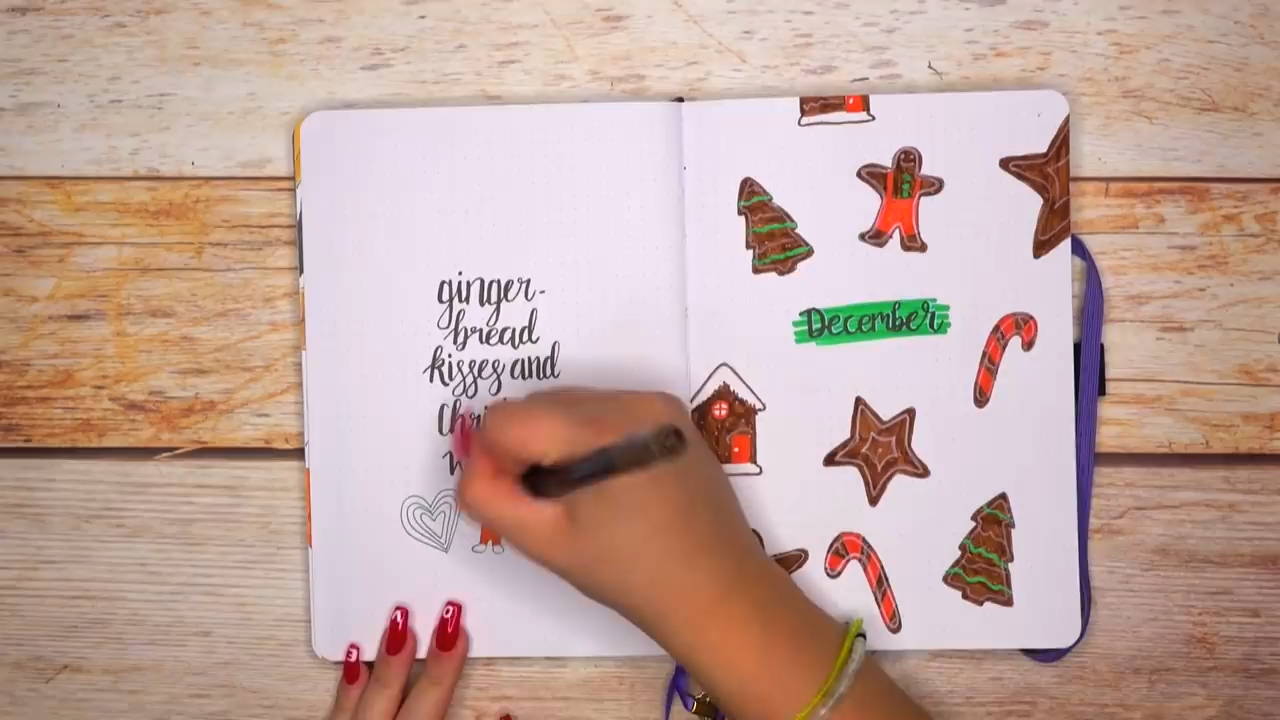 ginger-
bread
kisses and
December